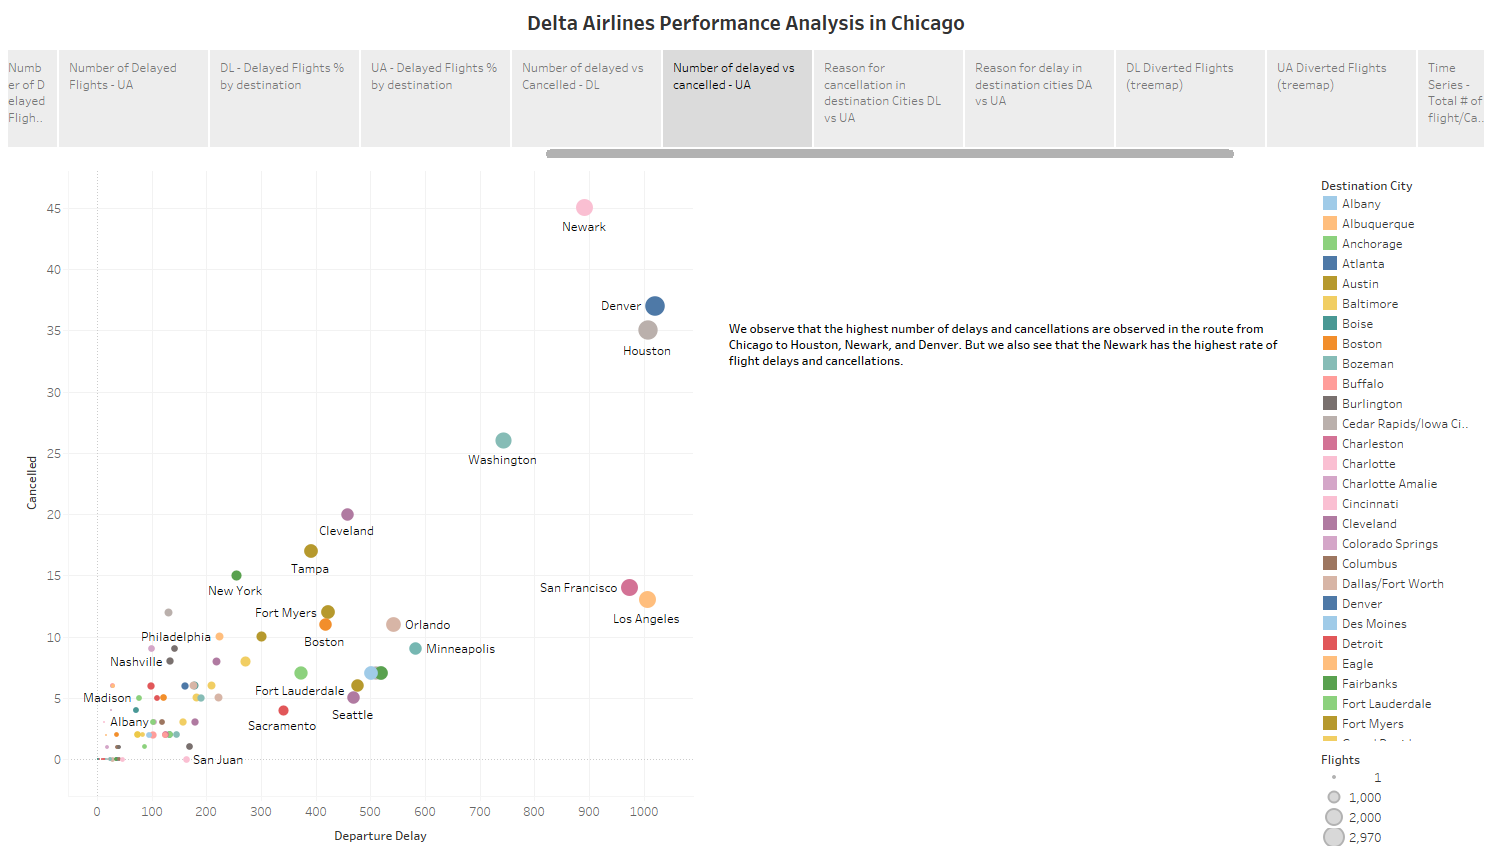 Delta Airlines Performance Analysis in Chicago
Numb
er of D
elayed
Fligh..
Number of Delayed
Flights - UA
DL - Delayed Flights %
by destination
UA - Delayed Flights %
by destination
Number of delayed vs
Cancelled - DL
Number of delayed vs
cancelled - UA
Reason for
cancellation in
destination Cities DL
vs UA
Reason for delay in
destination cities DA
vs UA
DL Diverted Flights
(treemap)
UA Diverted Flights
(treemap)
Time
Series -
Total # of
flight/Ca..
Cancelled
45
40
35
30
25
20
15
10
5
0
Newark
Denver
Houston
Washington
Cleveland
Tampa
New York
San Francisco
Los Angeles
Fort Myers
Orlando
Philadelphia
Boston
Minneapolis
Nashville
Fort Lauderdale
Madison
Seattle
Albany
Sacramento
San Juan
0
100
200
300
400
500
600
700
800
900
1000
Departure Delay
We observe that the highest number of delays and cancellations are observed in the route from
Chicago to Houston, Newark, and Denver. But we also see that the Newark has the highest rate of
flight delays and cancellations.
Destination City
Albany
Albuquerque
Anchorage
Atlanta
Austin
Baltimore
Boise
Boston
Bozeman
Buffalo
Burlington
Cedar Rapids/Iowa Ci..
Charleston
Charlotte
Charlotte Amalie
Cincinnati
Cleveland
Colorado Springs
Columbus
Dallas/Fort Worth
Denver
Des Moines
Detroit
Eagle
Fairbanks
Fort Lauderdale
Fort Myers
Flights
1
1,000
2,000
2,970